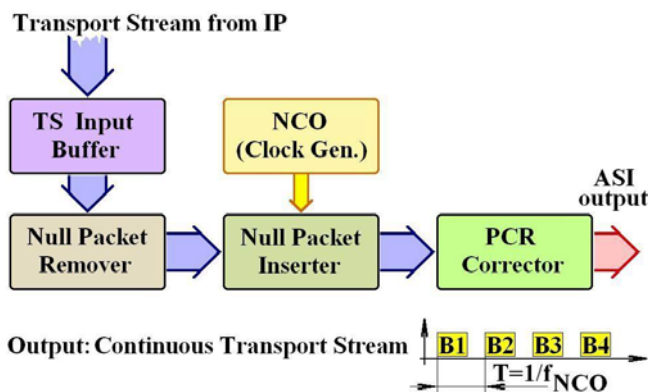 Transport Stream from IP
TS Input
Buffer
NCO
(Clock Gen.)
ASI
output
Null Packet
Remover
Null Packet
Inserter
PCR
Corrector
Output: Continuous Transport Stream
B1 B2 B3 B4
T=1/fNCO